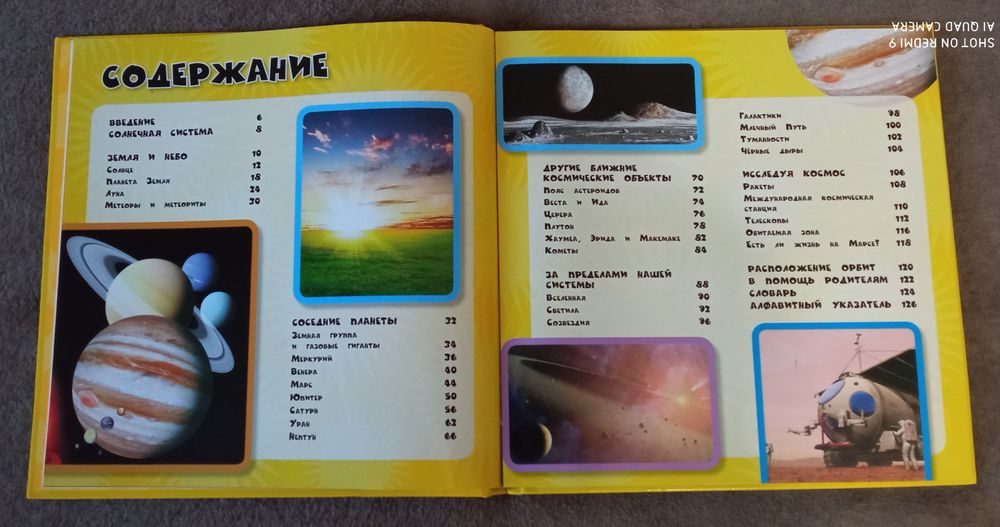 СОДЕРЖАНИЕ
ВВЕДЕНИЕ 6
СОЛНЕЧНАЯ СИСТЕМА 8
ЗЕМЛЯ И НЕБО 10
Солнце 12
Планета Земля 18
Луна 24
Метеоры и метеориты 30
СОСЕДНИЕ ПЛАНЕТЫ 32
Земная группа
и газовые гиганты 34
Меркурий 36
Венера 40
Марс 44
Юпитер 50
Сатурн 56
Уран 62
Нептун 66
ДРУГИЕ БЛИЖНИЕ
КОСМИЧЕСКИЕ ОБЪЕКТЫ 70
Пояс астероидов 72
Веста и Ида 74
Церера 76
Плутон 78
Хаумеа, Эрида и Макемаке 82
Кометы 84
ЗА ПРЕДЕЛАМИ НАШЕЙ
СИСТЕМЫ 88
Вселенная 90
Светила 92
Созвездия 96
Галактики 98
Млечный Путь 100
Туманности 102
Чёрные дыры 104
ИССЛЕДУЯ КОСМОС 106
Ракеты 108
Международная космическая
станция 110
Телескопы 112
Обитаемая зона 116
Есть ли жизнь на Марсе? 118
РАСПОЛОЖЕНИЕ ОРБИТ 120
В ПОМОЩЬ РОДИТЕЛЯМ 122
СЛОВАРЬ 124
АЛФАВИТНЫЙ УКАЗАТЕЛЬ 126
SHOT ON REDMI 9
AI QUAD CAMERA